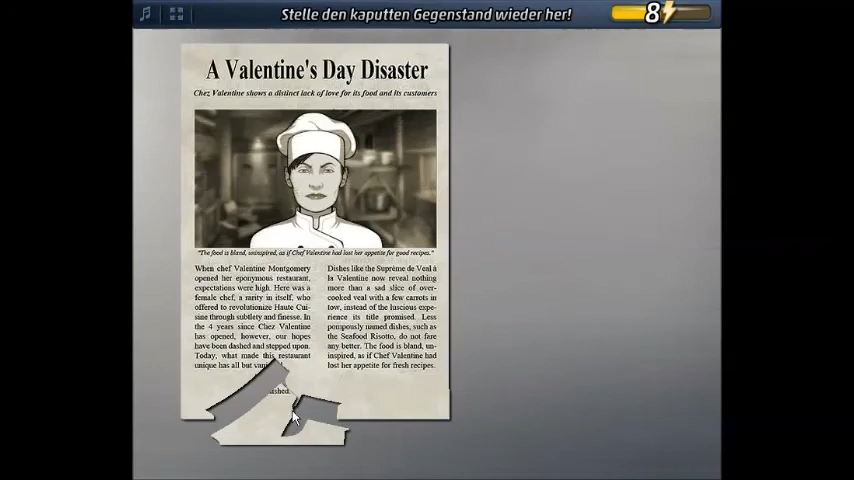 Stelle den kaputten Gegenstand wieder her!
8
A Valentine's Day Disaster
Chez Valentine shows a distinct lack of love for its food and its customers
"The food is bland, uninspired, as if Chef Valentine had lost her appetite for good recipes."
When chef Valentine Montgomery
opened her eponymous restaurant,
expectations were high. Here was a
female chef, a rarity in itself, who
offered to revolutionize Haute Cui-
sine through subtlety and finesse. In
the 4 years since Chez Valentine
has opened, however, our hopes
have been dashed and stepped upon.
Today, what made this restaurant
unique has all but
Dishes like the Suprème de Veal à
la Valentine now reveal nothing
more than a sad slice of over-
cooked veal with a few carrots in
tow, instead of the luscious expe-
rience its title promised. Less
pompously named dishes, such as
the Seafood Risotto, do not fare
any better. The food is bland, un-
inspired, as if Chef Valentine had
lost her appetite for fresh recipes.